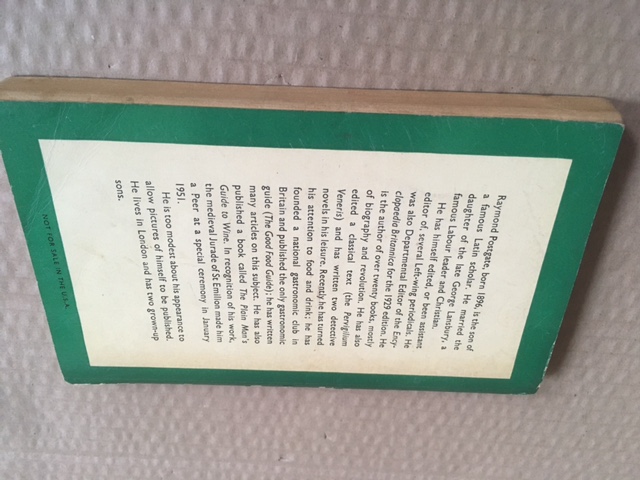 Raymond Postgate, born 1896, is the son of
a famous Latin scholar. He married the
daughter of the late George Lansbury, a
famous Labour leader and Christian.
He has himself edited, or been assistant
editor of, several Left-wing periodicals. He
was also Departmental Editor of the Ency-
clopaedia Britannica for the 1929 edition. He
is the author of over twenty books, mostly
of biography and revolution. He has also
edited a classical text (the Pervigilium
Veneris) and has written two detective
novels in his leisure. Recently he has turned
his attention to food and drink: he has
founded a national gastronomic club in
Britain and published the only gastronomic
guide (The Good Food Guide); he has written
many articles on this subject. He has also
published a book called The Plain Man's
Guide to Wine. In recognition of his work,
the medieval Jurade of St Emilion made him
a Peer at a special ceremony in January
1951.
He is too modest about his appearance to
allow pictures of himself to be published.
He lives in London and has two grown-up
sons.
NOT FOR SALE IN THE U.S.A.